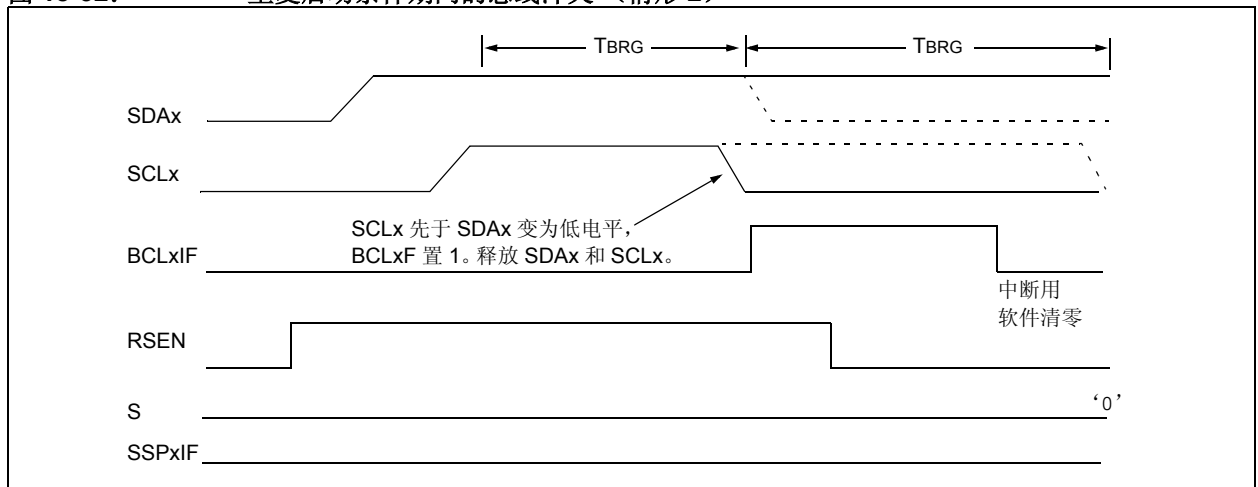 TBRG
TBRG
SDAx
SCLx
SCLx 先于 SDAx 变为低电平，
BCLxF 置 1。释放 SDAx 和 SCLx。
BCLxIF
中断用
软件清零
RSEN
S
‘0’
SSPxIF